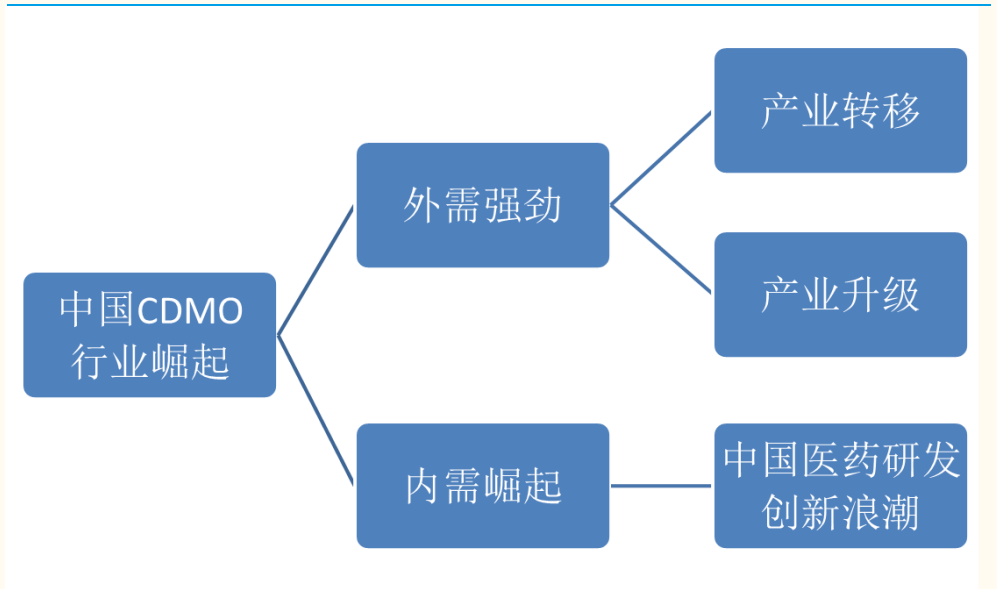 中国CDMO
行业崛起
外需强劲
产业转移
产业升级
内需崛起
中国医药研发
创新浪潮